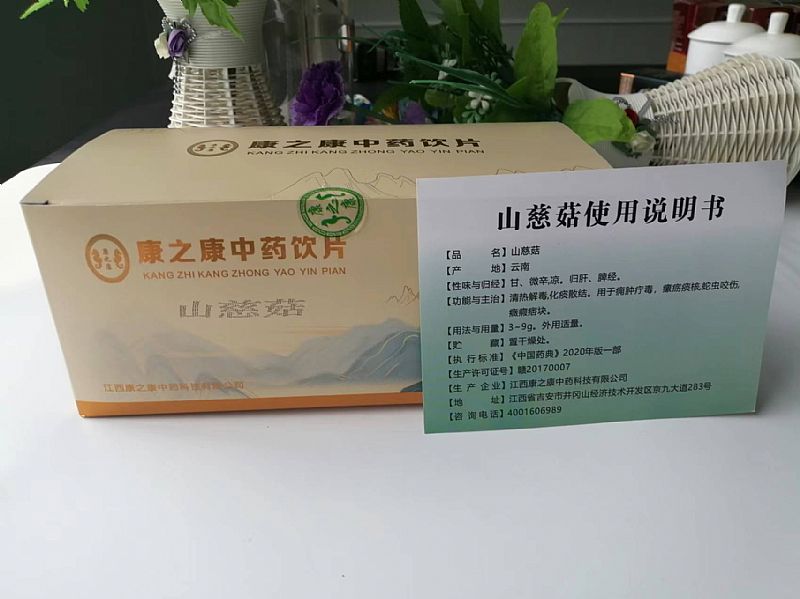 康之康中药饮片
KANG ZHI KANG ZHONG YAO YIN PIAN
康之康
康之康
康之康中药饮片
KANG ZHI KANG ZHONG YAO YIN PIAN
山慈菇
江西康之康中药科技有限公司
山慈菇使用说明书
【品 名】山慈菇
【产 地】云南
【性味与归经】甘、微辛,凉。归肝、脾经。
【功能与主治】清热解毒,化痰散结。用于痈肿疔毒，瘰疬痰核,蛇虫咬伤,
癥瘕痞块。
【用法与用量】3~9g。外用适量。
【贮 藏】置干燥处。
【执行标准】《中国药典》2020年版一部
【生产许可证号】赣20170007
【生产企业】江西康之康中药科技有限公司
【地 址】江西省吉安市井冈山经济技术开发区京九大道283号
【咨询电话】4001606989